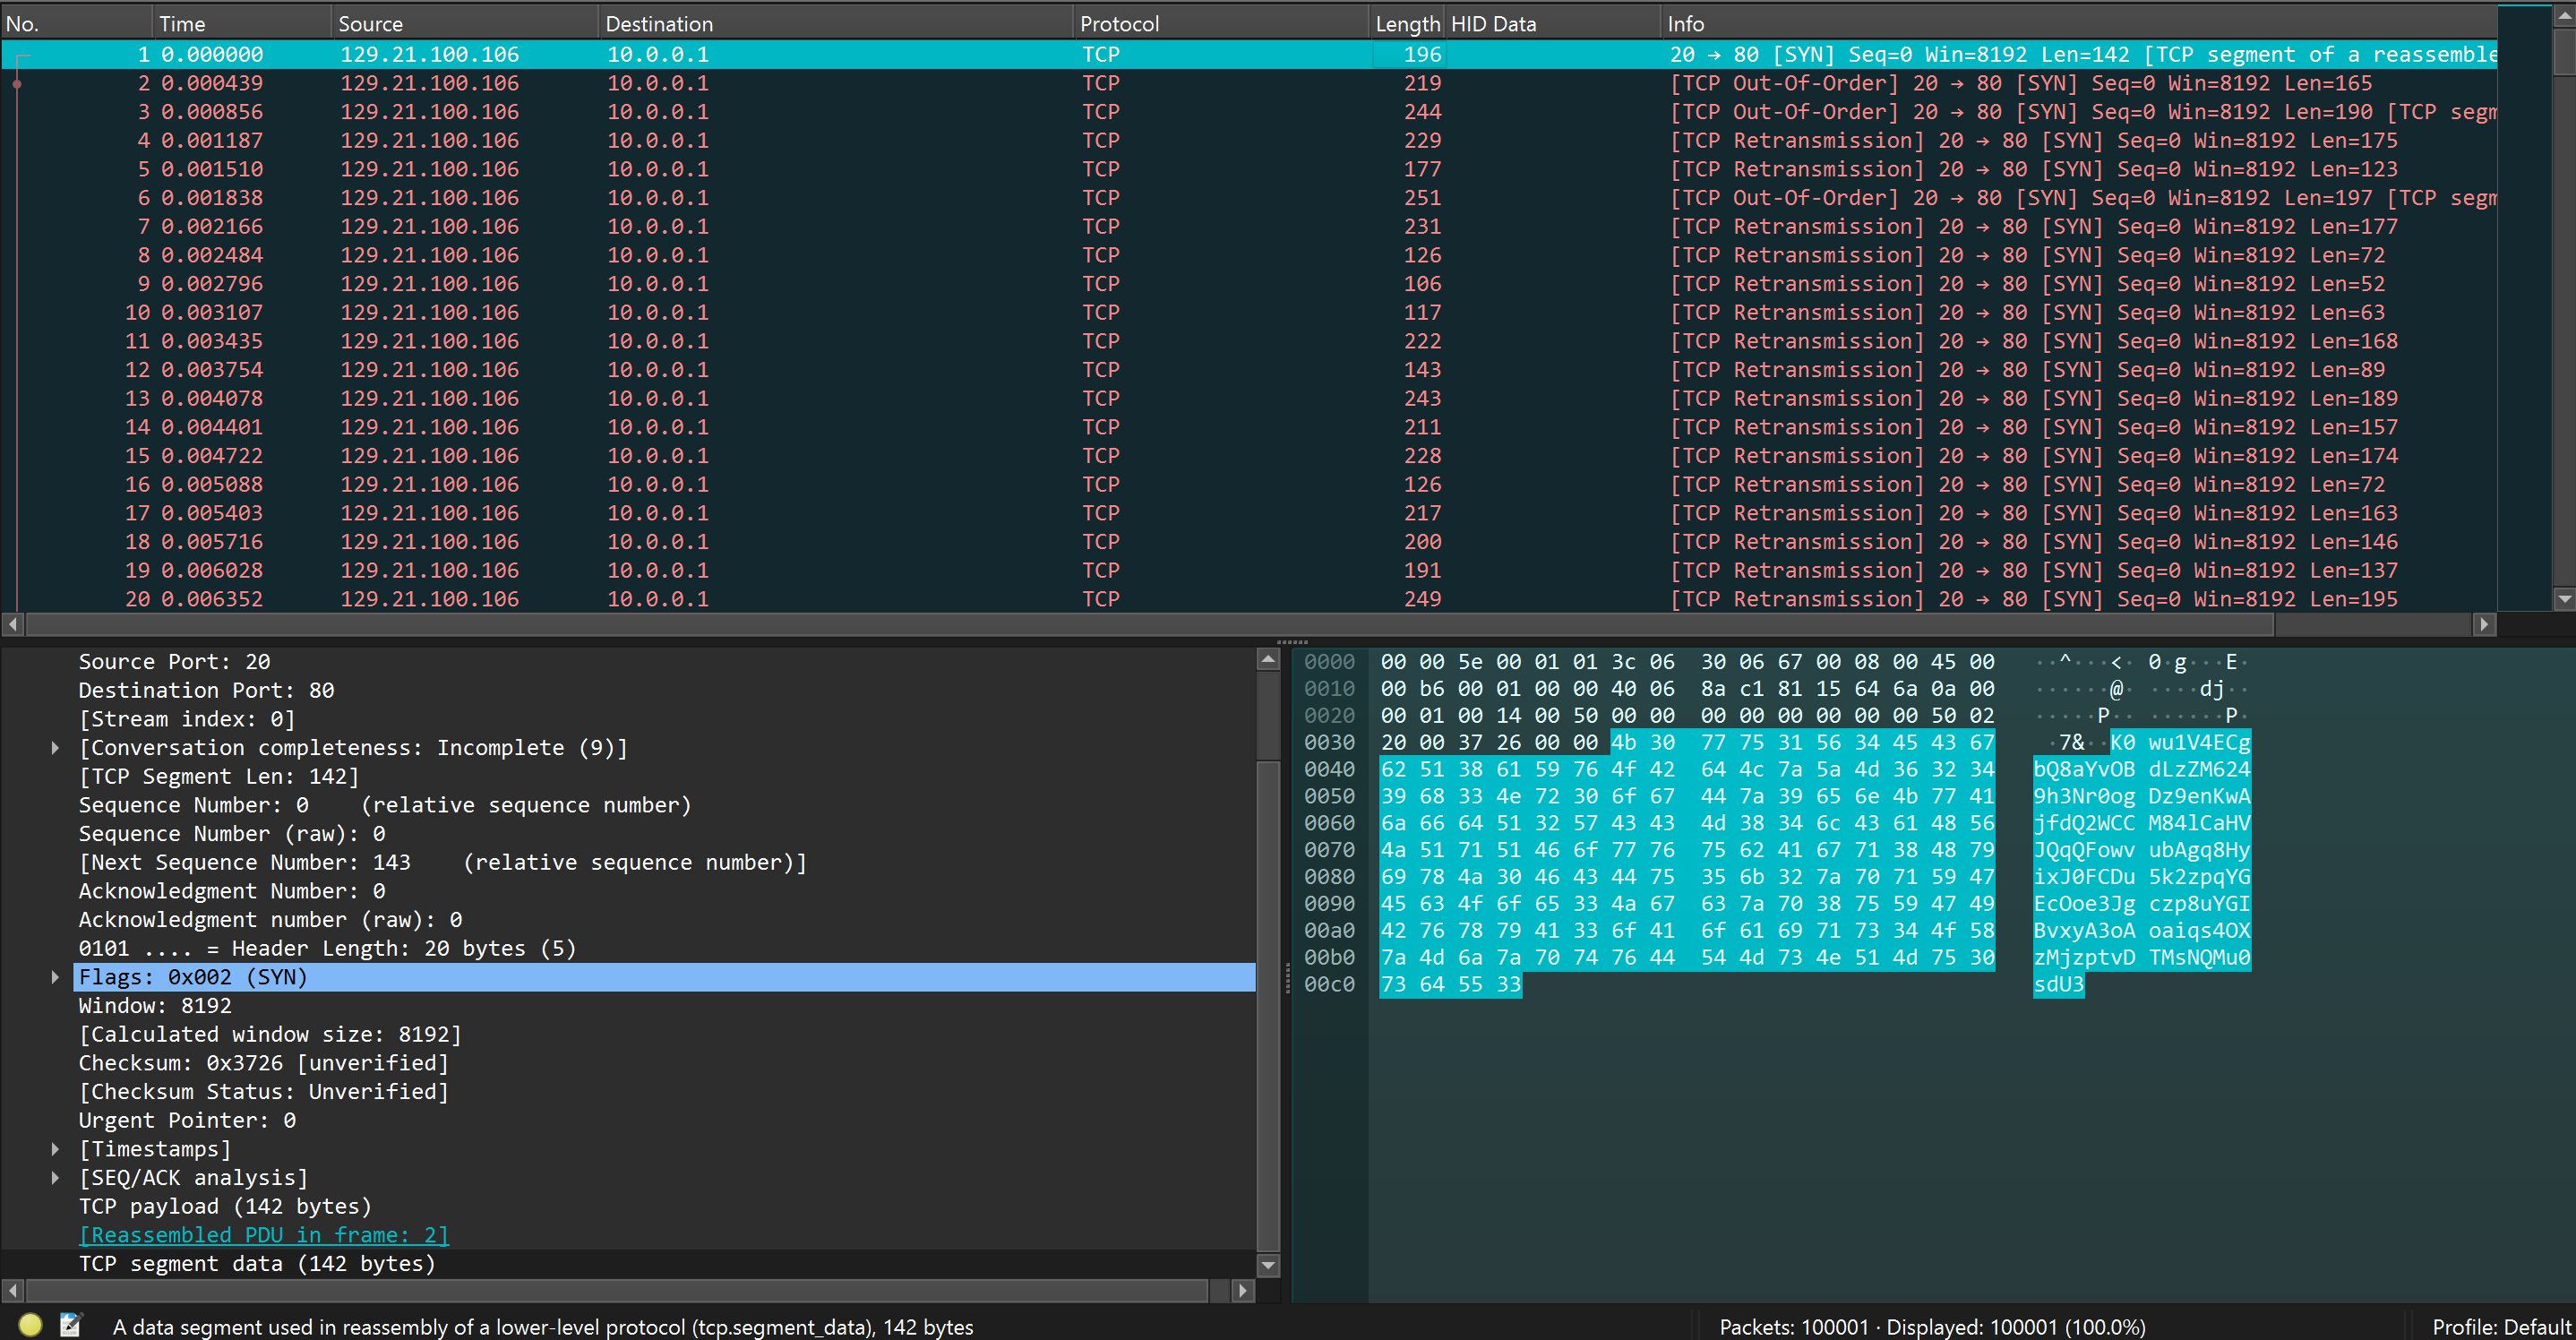 No. Time Source Destination Protocol Length HID Data Info
1 0.000000 129.21.100.106 10.0.0.1 TCP 196 20 → 80 [SYN] Seq=0 Win=8192 Len=142 [TCP segment of a reassemble
2 0.000439 129.21.100.106 10.0.0.1 TCP 219 [TCP Out-Of-Order] 20 → 80 [SYN] Seq=0 Win=8192 Len=165
3 0.000856 129.21.100.106 10.0.0.1 TCP 244 [TCP Out-Of-Order] 20 → 80 [SYN] Seq=0 Win=8192 Len=190 [TCP segm
4 0.001187 129.21.100.106 10.0.0.1 TCP 229 [TCP Retransmission] 20 → 80 [SYN] Seq=0 Win=8192 Len=175
5 0.001510 129.21.100.106 10.0.0.1 TCP 177 [TCP Retransmission] 20 → 80 [SYN] Seq=0 Win=8192 Len=123
6 0.001838 129.21.100.106 10.0.0.1 TCP 251 [TCP Out-Of-Order] 20 → 80 [SYN] Seq=0 Win=8192 Len=197 [TCP segm
7 0.002166 129.21.100.106 10.0.0.1 TCP 231 [TCP Retransmission] 20 → 80 [SYN] Seq=0 Win=8192 Len=177
8 0.002484 129.21.100.106 10.0.0.1 TCP 126 [TCP Retransmission] 20 → 80 [SYN] Seq=0 Win=8192 Len=72
9 0.002796 129.21.100.106 10.0.0.1 TCP 106 [TCP Retransmission] 20 → 80 [SYN] Seq=0 Win=8192 Len=52
10 0.003107 129.21.100.106 10.0.0.1 TCP 117 [TCP Retransmission] 20 → 80 [SYN] Seq=0 Win=8192 Len=63
11 0.003435 129.21.100.106 10.0.0.1 TCP 222 [TCP Retransmission] 20 → 80 [SYN] Seq=0 Win=8192 Len=168
12 0.003754 129.21.100.106 10.0.0.1 TCP 143 [TCP Retransmission] 20 → 80 [SYN] Seq=0 Win=8192 Len=89
13 0.004078 129.21.100.106 10.0.0.1 TCP 243 [TCP Retransmission] 20 → 80 [SYN] Seq=0 Win=8192 Len=189
14 0.004401 129.21.100.106 10.0.0.1 TCP 211 [TCP Retransmission] 20 → 80 [SYN] Seq=0 Win=8192 Len=157
15 0.004722 129.21.100.106 10.0.0.1 TCP 228 [TCP Retransmission] 20 → 80 [SYN] Seq=0 Win=8192 Len=174
16 0.005088 129.21.100.106 10.0.0.1 TCP 126 [TCP Retransmission] 20 → 80 [SYN] Seq=0 Win=8192 Len=72
17 0.005403 129.21.100.106 10.0.0.1 TCP 217 [TCP Retransmission] 20 → 80 [SYN] Seq=0 Win=8192 Len=163
18 0.005716 129.21.100.106 10.0.0.1 TCP 200 [TCP Retransmission] 20 → 80 [SYN] Seq=0 Win=8192 Len=146
19 0.006028 129.21.100.106 10.0.0.1 TCP 191 [TCP Retransmission] 20 → 80 [SYN] Seq=0 Win=8192 Len=137
20 0.006352 129.21.100.106 10.0.0.1 TCP 249 [TCP Retransmission] 20 → 80 [SYN] Seq=0 Win=8192 Len=195
Source Port: 20
Destination Port: 80
[Stream index: 0]
[Conversation completeness: Incomplete (9)]
[TCP Segment Len: 142]
Sequence Number: 0 (relative sequence number)
Sequence Number (raw): 0
[Next Sequence Number: 143 (relative sequence number)]
Acknowledgment Number: 0
Acknowledgment number (raw): 0
0101 .... = Header Length: 20 bytes (5)
Flags: 0x002 (SYN)
Window: 8192
[Calculated window size: 8192]
Checksum: 0x3726 [unverified]
[Checksum Status: Unverified]
Urgent Pointer: 0
[Timestamps]
[SEQ/ACK analysis]
TCP payload (142 bytes)
[Reassembled PDU in frame: 2]
TCP segment data (142 bytes)
0000 00 00 5e 00 01 01 3c 06 30 06 67 00 08 00 45 00 ··^···<· 0·g···E·
0010 00 b6 00 01 00 00 40 06 8a c1 81 15 64 6a 0a 00 ······@· ····dj··
0020 00 01 00 14 00 50 00 00 00 00 00 00 00 00 50 02 ·····P·· ······P·
0030 20 00 37 26 00 00 4b 30 77 75 31 56 34 45 43 67 ·7&··K0 wu1V4ECg
0040 62 51 38 61 59 76 4f 42 64 4c 7a 5a 4d 36 32 34 bQ8aYvOB dLzZM624
0050 39 68 33 4e 72 30 6f 67 44 7a 39 65 6e 4b 77 41 9h3Nr0og Dz9enKwA
0060 6a 66 64 51 32 57 43 43 4d 38 34 6c 43 61 48 56 jfdQ2WCC M84lCaHV
0070 4a 51 71 51 46 6f 77 76 75 62 41 67 71 38 48 79 JQqQFowv ubAgq8Hy
0080 69 78 4a 30 46 43 44 75 35 6b 32 7a 70 71 59 47 ixJ0FCDu 5k2zpqYG
0090 45 63 4f 6f 65 33 4a 67 63 7a 70 38 75 59 47 49 EcOoe3Jg czp8uYGI
00a0 42 76 78 79 41 33 6f 41 6f 61 69 71 73 34 4f 58 BvxyA3oA oaiqs4OX
00b0 7a 4d 6a 7a 70 74 76 44 54 4d 73 4e 51 4d 75 30 zMjzptvD TMsNQMu0
00c0 73 64 55 33 sdU3
A data segment used in reassembly of a lower-level protocol (tcp.segment_data), 142 bytes
Packets: 100001 · Displayed: 100001 (100.0%)
Profile: Default